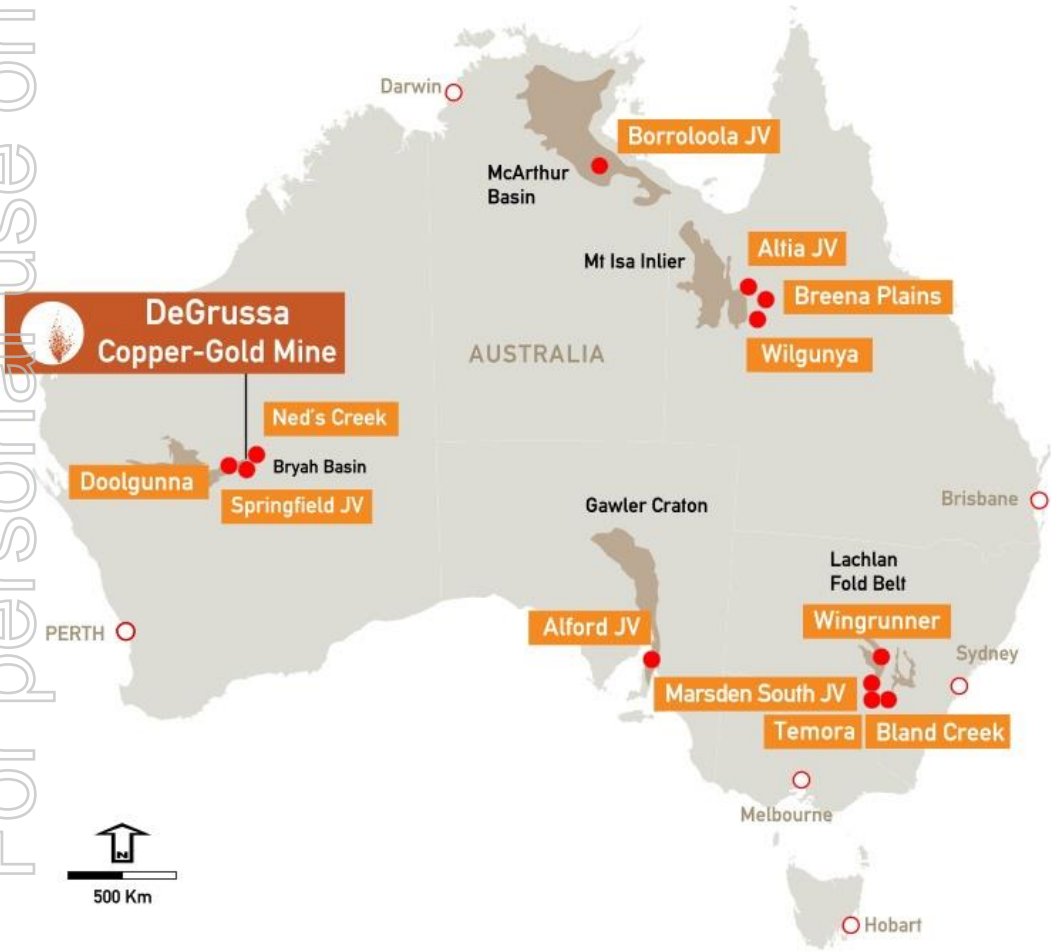 For personal use on
Darwin
Borroloola JV
McArthur
Basin
Altia JV
Mt Isa Inlier
Breena Plains
DeGrussa
Copper-Gold Mine
AUSTRALIA
Wilgunya
Ned's Creek
Bryah Basin
Doolgunna
Springfield JV
Brisbane
Gawler Craton
Lachlan
Fold Belt
Wingrunner
Alford JV
PERTH
Sydney
Marsden South JV
Temora
Bland Creek
Melbourne
N
500 Km
Hobart